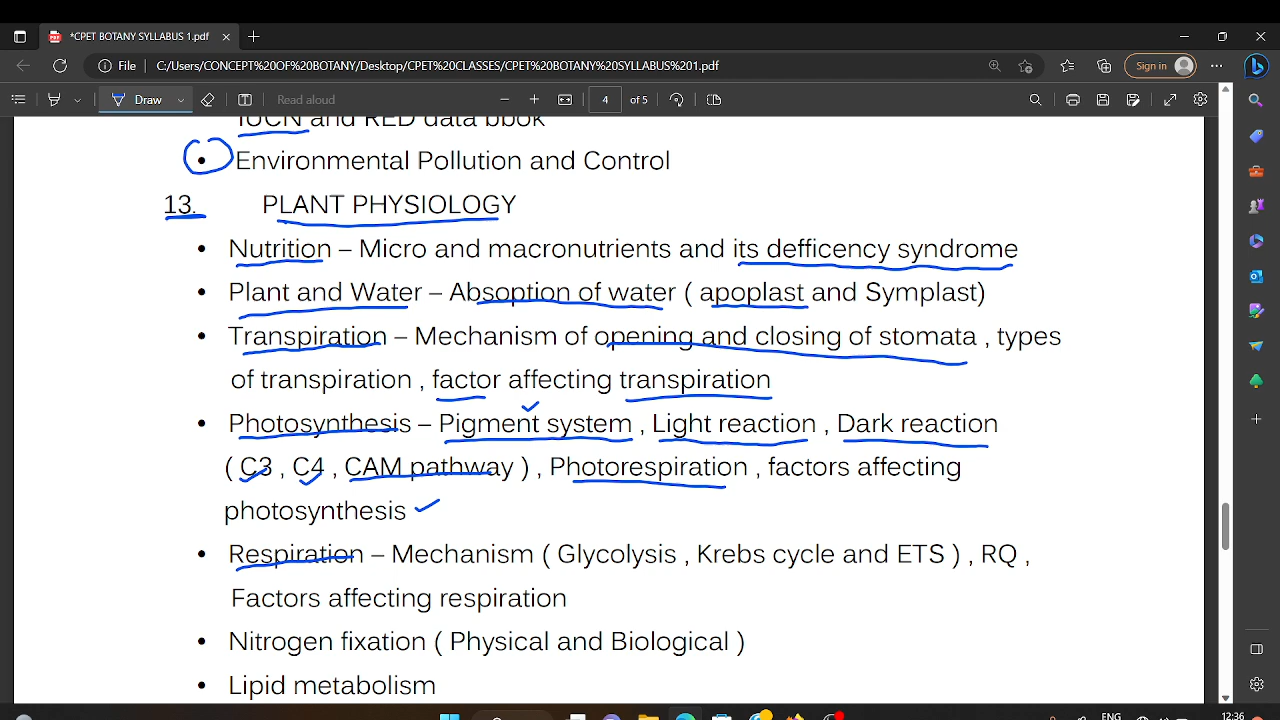 *CPET BOTANY SYLLABUS 1.pdf
File C:/Users/CONCEPT%20OF%20BOTANY/Desktop/CPET%20CLASSES/CPET%20BOTANY%20SYLLABUS%201.pdf
Sign in
Draw
Read aloud
4 of 5
IUCN and RED data book
• Environmental Pollution and Control
13. PLANT PHYSIOLOGY
• Nutrition – Micro and macronutrients and its defficency syndrome
• Plant and Water – Absoption of water ( apoplast and Symplast)
• Transpiration – Mechanism of opening and closing of stomata , types
of transpiration , factor affecting transpiration
• Photosynthesis – Pigment system , Light reaction , Dark reaction
( C3 , C4 , CAM pathway ) , Photorespiration , factors affecting
photosynthesis
• Respiration – Mechanism ( Glycolysis , Krebs cycle and ETS ) , RQ ,
Factors affecting respiration
• Nitrogen fixation ( Physical and Biological )
• Lipid metabolism
ENG
12:36